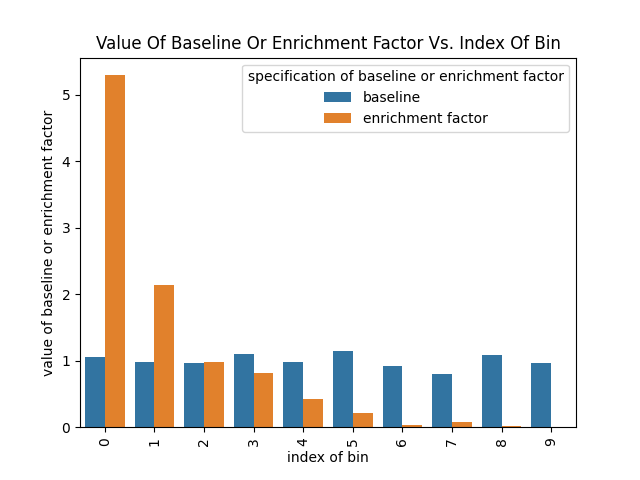 Value Of Baseline Or Enrichment Factor Vs. Index Of Bin
specification of baseline or enrichment factor
baseline
enrichment factor
value of baseline or enrichment factor
5
4
3
2
1
0
0 1 2 3 4 5 6 7 8 9
index of bin